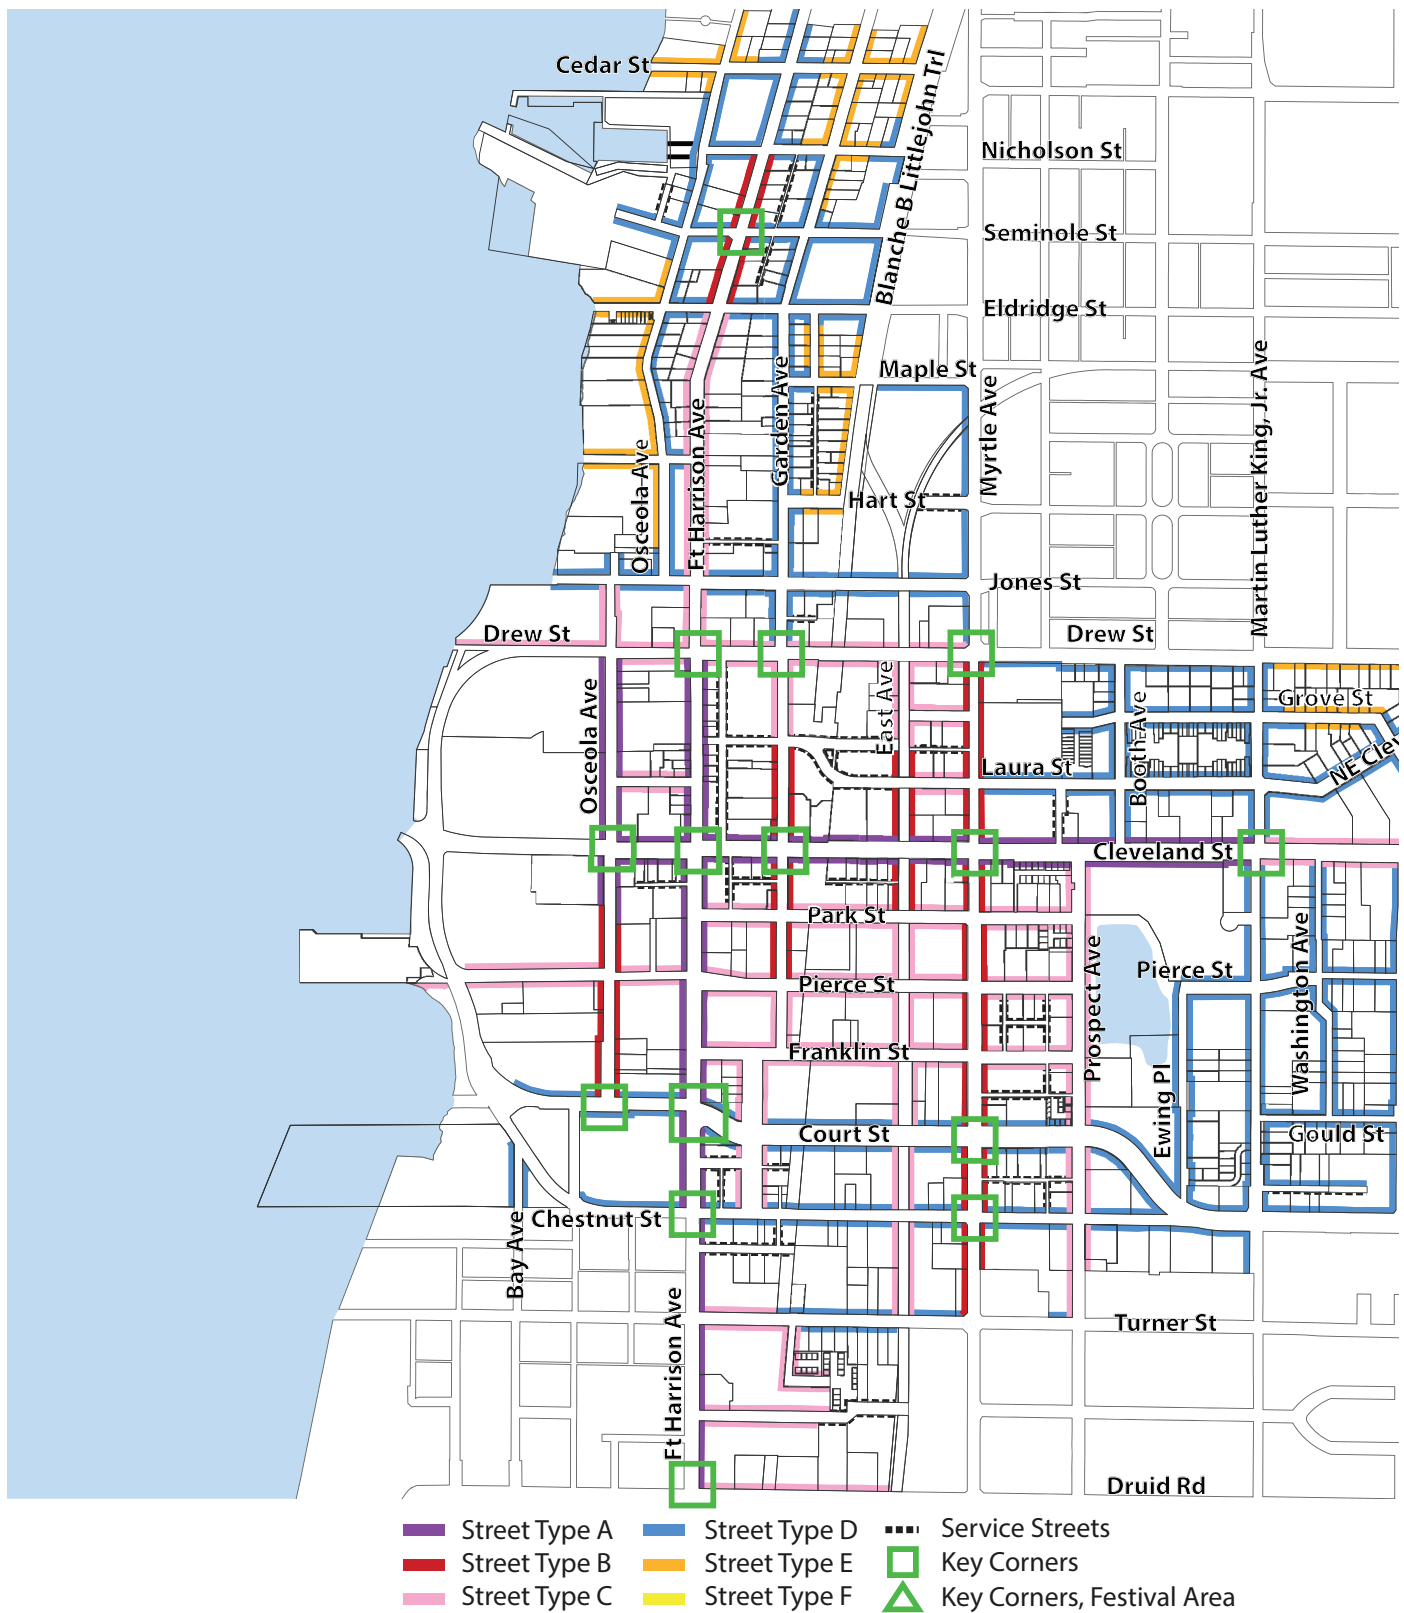 Cedar St
Blanche B Littlejohn Trl
Nicholson St
Seminole St
Eldridge St
Maple St
Garden Ave
Ft Harrison Ave
Osceola Ave
Myrtle Ave
Martin Luther King, Jr. Ave
Hart St
Jones St
Drew St
Drew St
Osceola Ave
East Ave
Booth Ave
Grove St
NE Clev
Laura St
Cleveland St
Park St
Prospect Ave
Washington Ave
Pierce St
Pierce St
Franklin St
Ewing Pl
Court St
Gould St
Bay Ave
Chestnut St
Ft Harrison Ave
Turner St
Druid Rd
Street Type A
Street Type B
Street Type C
Street Type D
Street Type E
Street Type F
Service Streets
Key Corners
Key Corners, Festival Area